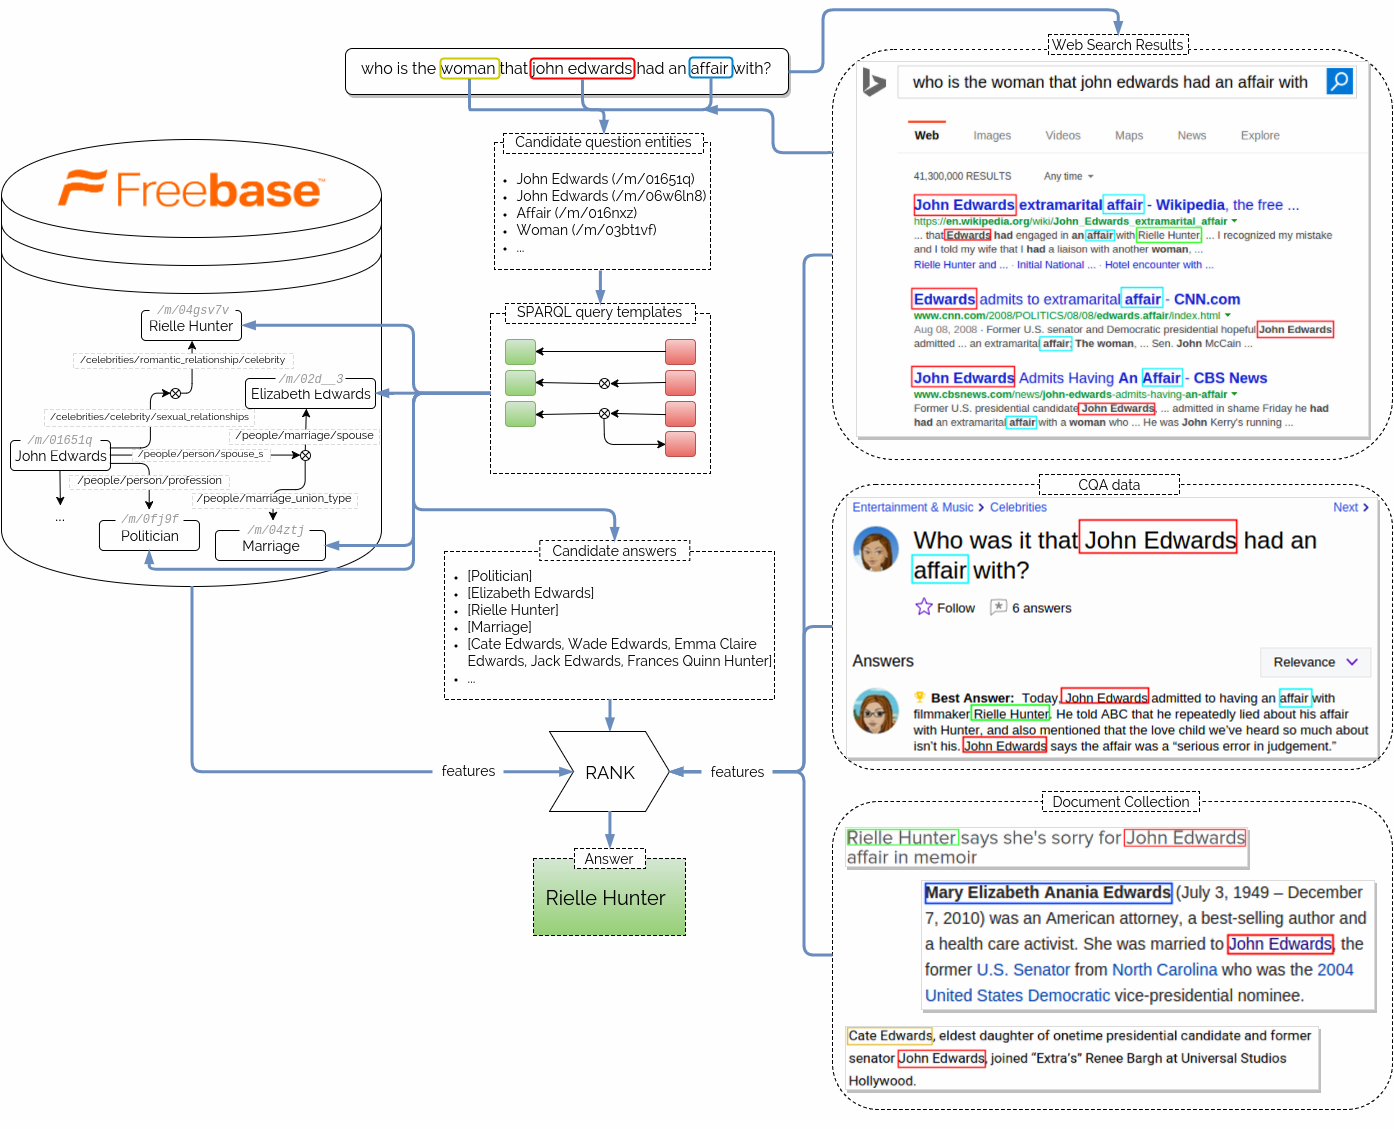 who is the woman that john edwards had an affair with?
Candidate question entities
• John Edwards (/m/01651q)
• John Edwards (/m/06w6ln8)
• Affair (/m/016nxz)
• Woman (/m/03bt1vf)
• ...
SPARQL query templates
Freebase™
/m/04gsv7v
Rielle Hunter
/celebrities/romantic_relationship/celebrity
/m/02d__3
Elizabeth Edwards
/celebrities/celebrity/sexual_relationships
/people/marriage/spouse
/m/01651q
John Edwards
/people/person/spouse_s
/people/person/profession
/people/marriage_union_type
...
/m/0fj9f
Politician
/m/04ztj
Marriage
Candidate answers
• [Politician]
• [Elizabeth Edwards]
• [Rielle Hunter]
• [Marriage]
• [Cate Edwards, Wade Edwards, Emma Claire
Edwards, Jack Edwards, Frances Quinn Hunter]
• ...
features
RANK
features
Answer
Rielle Hunter
Web Search Results
who is the woman that john edwards had an affair with
Web Images Videos Maps News Explore
41,300,000 RESULTS Any time
John Edwards extramarital affair - Wikipedia, the free ...
https://en.wikipedia.org/wiki/John_Edwards_extramarital_affair
... that Edwards had engaged in an affair with Rielle Hunter, ... I recognized my mistake
and I told my wife that I had a liaison with another woman, ...
Rielle Hunter and ... · Initial National ... · Hotel encounter with ...
Edwards admits to extramarital affair - CNN.com
www.cnn.com/2008/POLITICS/08/08/edwards.affair/index.html
Aug 08, 2008 · Former U.S. senator and Democratic presidential hopeful John Edwards
admitted ... an extramarital affair; The woman, ... Sen. John McCain ...
John Edwards Admits Having An Affair - CBS News
www.cbsnews.com/news/john-edwards-admits-having-an-affair
Former U.S. presidential candidate John Edwards, ... admitted in shame Friday he had
had an extramarital affair with a woman who ... He was John Kerry's running ...
CQA data
Entertainment & Music > Celebrities Next >
Who was it that John Edwards had an
affair with?
Follow 6 answers
Answers Relevance
Best Answer: Today, John Edwards admitted to having an affair with
filmmaker Rielle Hunter. He told ABC that he repeatedly lied about his affair
with Hunter, and also mentioned that the love child we've heard so much about
isn't his. John Edwards says the affair was a “serious error in judgement.”
Document Collection
Rielle Hunter says she's sorry for John Edwards
affair in memoir
Mary Elizabeth Anania Edwards (July 3, 1949 – December
7, 2010) was an American attorney, a best-selling author and
a health care activist. She was married to John Edwards, the
former U.S. Senator from North Carolina who was the 2004
United States Democratic vice-presidential nominee.
Cate Edwards, eldest daughter of onetime presidential candidate and former
senator John Edwards, joined "Extra's" Renee Bargh at Universal Studios
Hollywood.